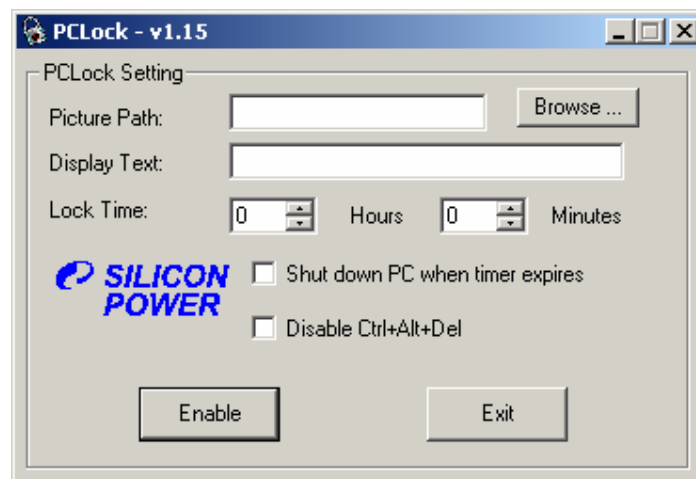 PCLock - v1.15
PCLock Setting
Picture Path:
Browse ...
Display Text:
Lock Time: 0 Hours 0 Minutes
SILICON
POWER
Shut down PC when timer expires
Disable Ctrl+Alt+Del
Enable Exit